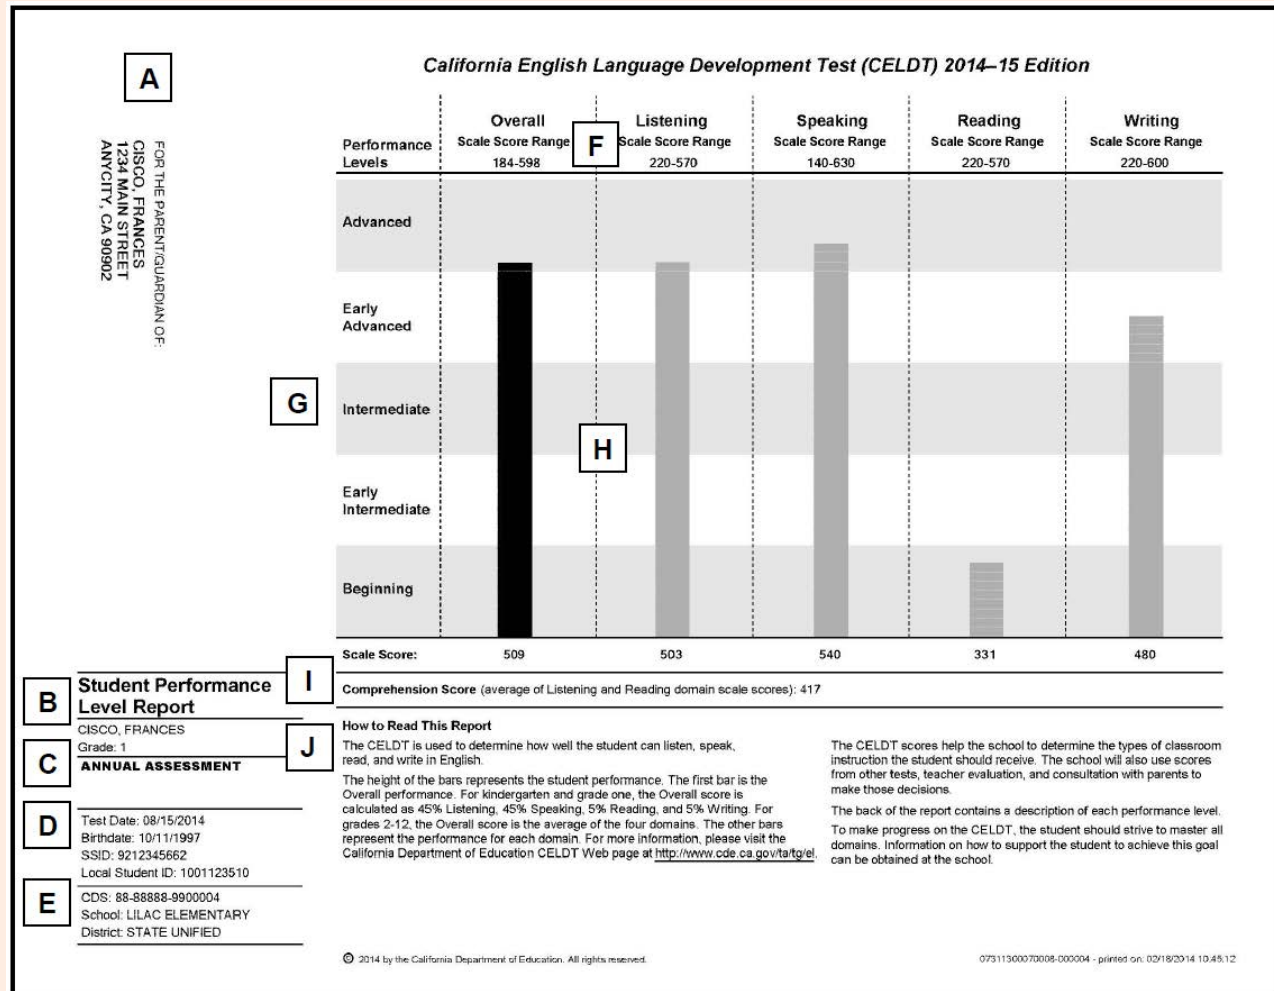 California English Language Development Test (CELDT) 2014–15 Edition
A
FOR THE PARENT/GUARDIAN OF:
CISCO, FRANCES
1234 MAIN STREET
ANYCITY, CA 90902
Performance
Levels
Overall
Scale Score Range
184-598
F
Listening
Scale Score Range
220-570
Speaking
Scale Score Range
140-630
Reading
Scale Score Range
220-570
Writing
Scale Score Range
220-600
Advanced
Early
Advanced
G
Intermediate
H
Early
Intermediate
Beginning
Scale Score: 509 503 540 331 480
I
Comprehension Score (average of Listening and Reading domain scale scores): 417
B
Student Performance
Level Report
CISCO, FRANCES
Grade: 1
C
ANNUAL ASSESSMENT
D
Test Date: 08/15/2014
Birthdate: 10/11/1997
SSID: 9212345662
Local Student ID: 1001123510
E
CDS: 88-88888-9900004
School: LILAC ELEMENTARY
District: STATE UNIFIED
J
How to Read This Report
The CELDT is used to determine how well the student can listen, speak,
read, and write in English.
The height of the bars represents the student performance. The first bar is the
Overall performance. For kindergarten and grade one, the Overall score is
calculated as 45% Listening, 45% Speaking, 5% Reading, and 5% Writing. For
grades 2-12, the Overall score is the average of the four domains. The other bars
represent the performance for each domain. For more information, please visit the
California Department of Education CELDT Web page at http://www.cde.ca.gov/ta/tg/el.
The CELDT scores help the school to determine the types of classroom
instruction the student should receive. The school will also use scores
from other tests, teacher evaluation, and consultation with parents to
make those decisions.
The back of the report contains a description of each performance level.
To make progress on the CELDT, the student should strive to master all
domains. Information on how to support the student to achieve this goal
can be obtained at the school.
© 2014 by the California Department of Education. All rights reserved.
07311300070008-000004 - printed on: 02/18/2014 10.45.12